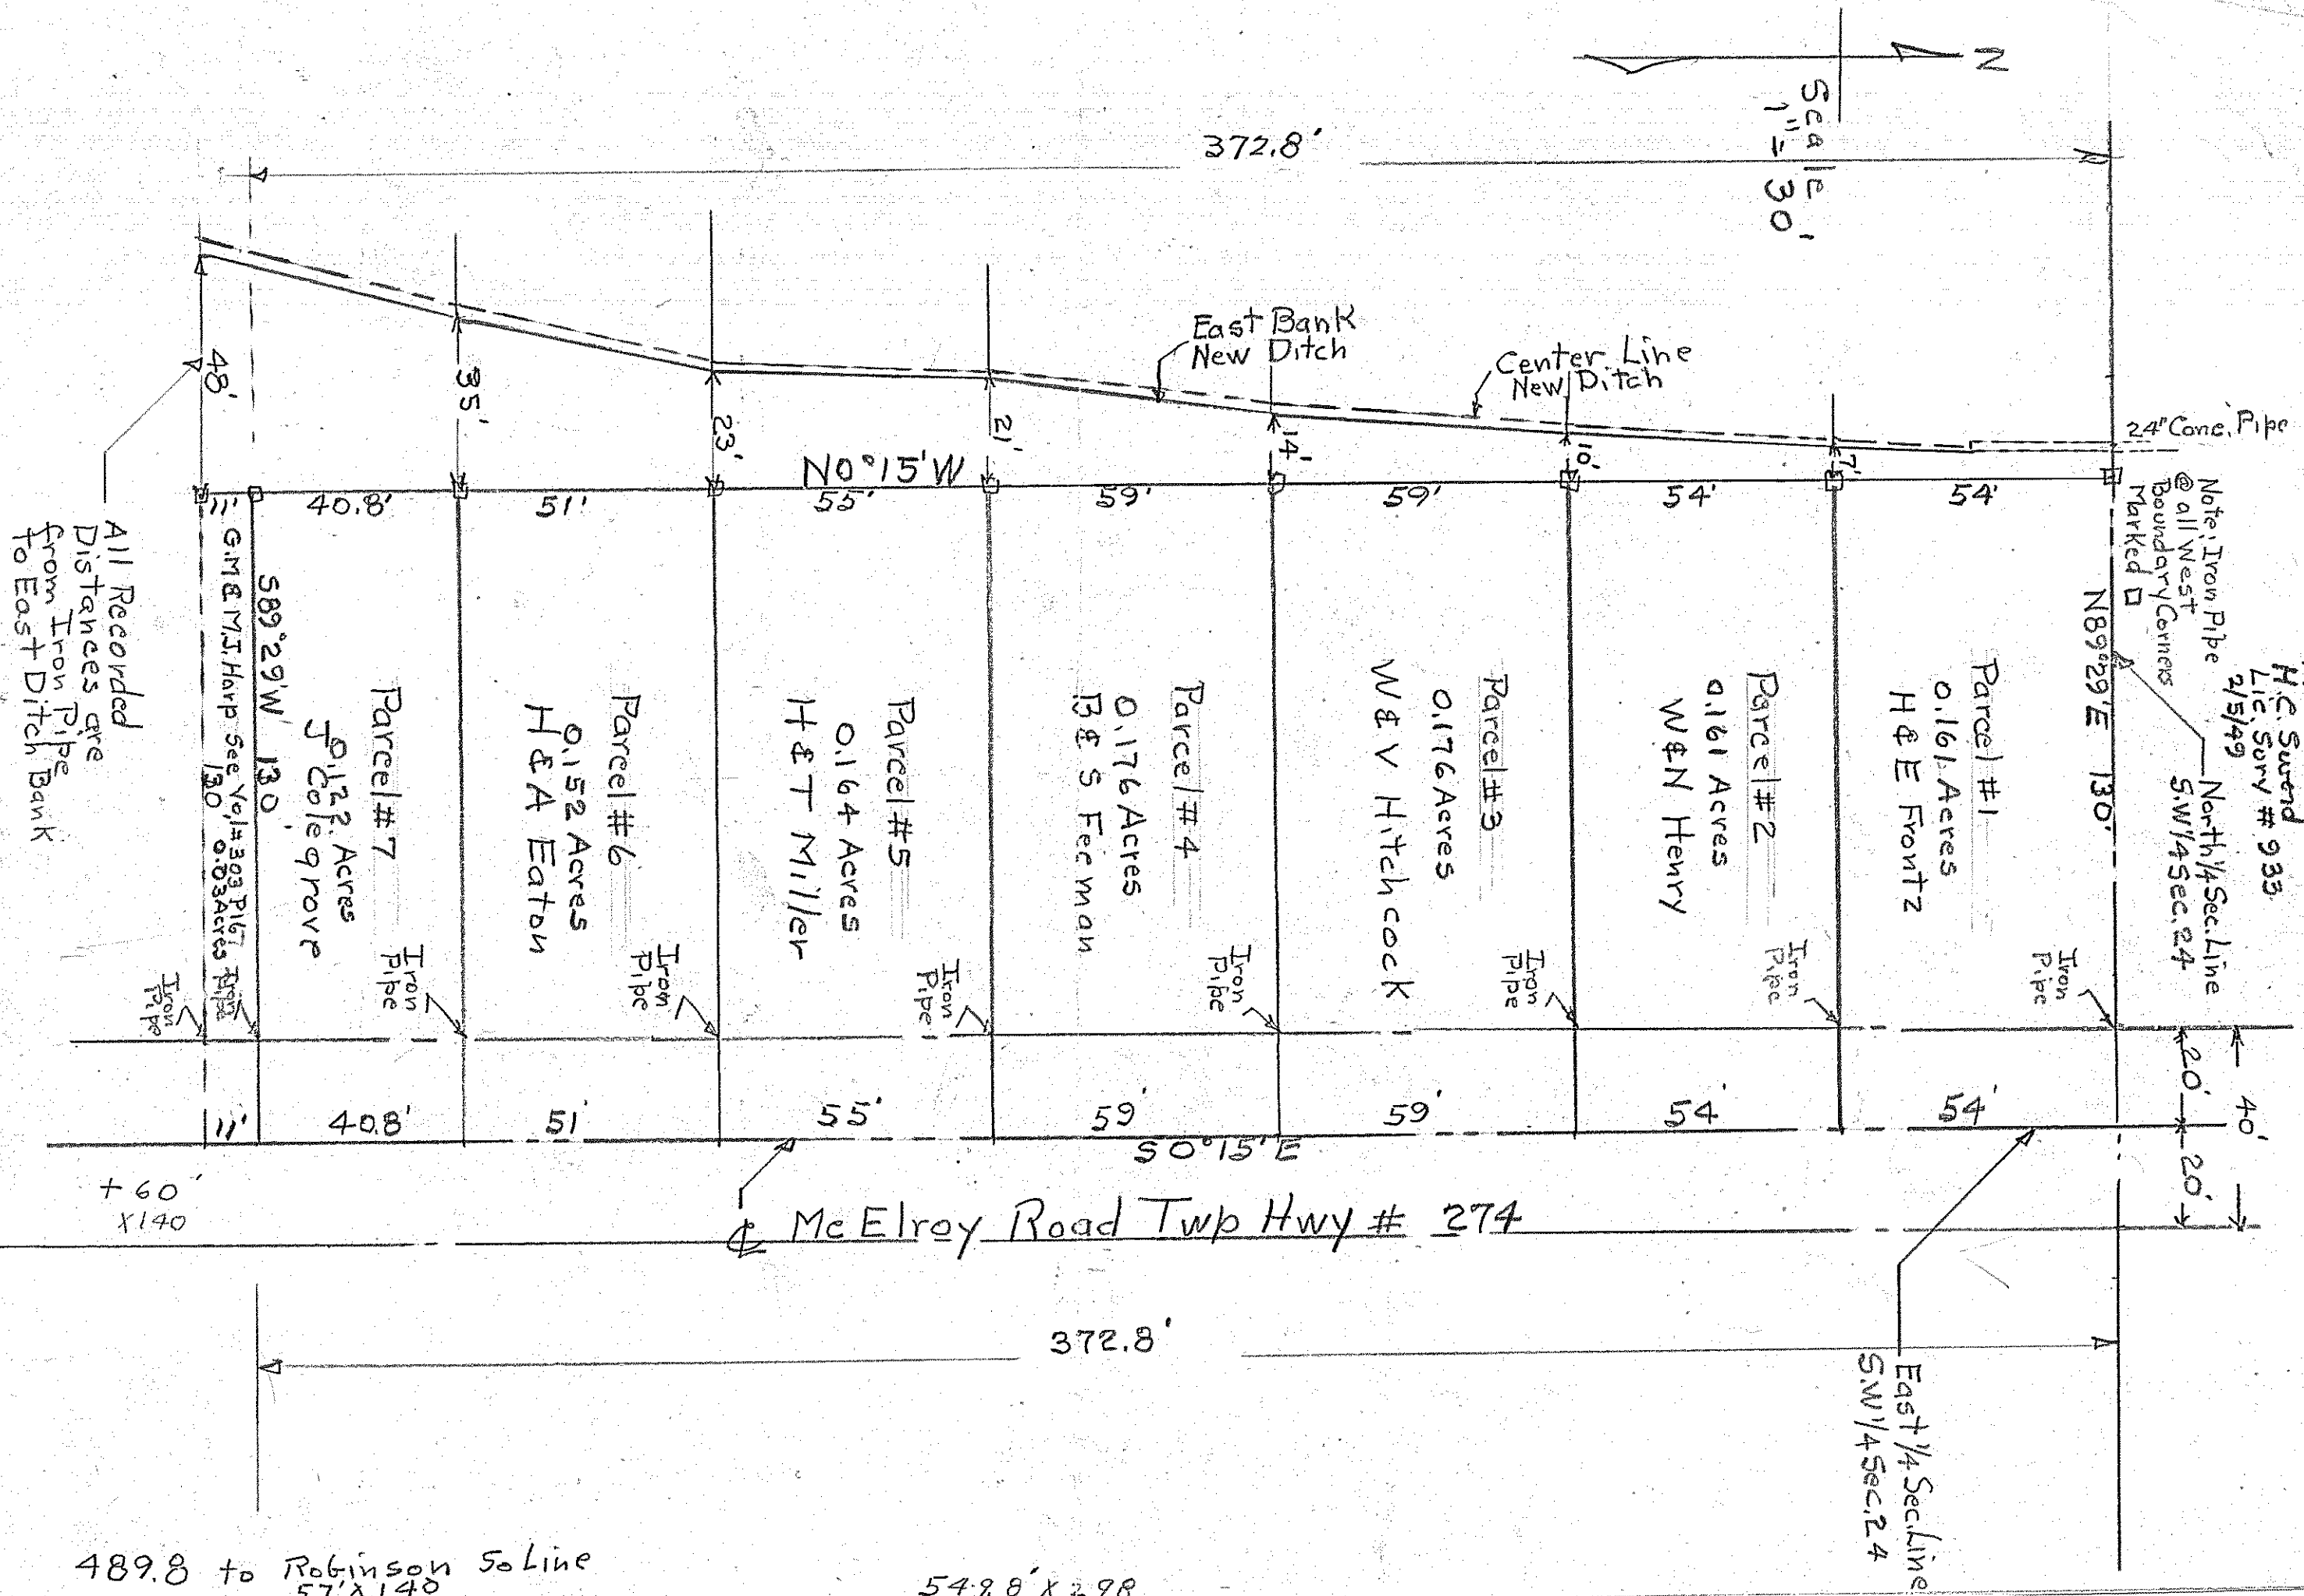 N
Scale
1"= 30'
372.8'
East Bank
New Ditch
Center Line
New Ditch
24" Conc. Pipe
48'
35'
23'
21'
14'
10'
7'
N0°15'W
11'
40.8'
51'
55'
59'
59'
54'
54'
Note: Iron Pipe
@ all West
Boundary Corners
Marked □
H.C.
Lic. Surv # 933
2/5/49
North 1/4 Sec. Line
S.W 1/4 Sec. 24
N89°29'E 130'
All Recorded
Distances are
from Iron Pipe
to East Ditch Bank
G.M & M.J. Harp See Vol #303 P167
130' 0.03 Acres
Iron
Pipe
S89°29'W 130
Parcel #7
0.122 Acres
J Colegrove
Parcel #6
0.152 Acres
H & A Eaton
Parcel #5
0.164 Acres
H & T Miller
Parcel #4
0.176 Acres
B & S Feeman
Parcel #3
0.176 Acres
W & V Hitchcock
Parcel #2
0.161 Acres
W & N Henry
Parcel #1
0.161 Acres
H & E Frontz
Iron
Pipe
Iron
Pipe
Iron
Pipe
Iron
Pipe
Iron
Pipe
Iron
Pipe
Iron
Pipe
Iron
Pipe
20'
20'
40'
11'
40.8'
51'
55'
59'
59'
54'
54'
S0°15'E
+ 60'
X140
℄ McElroy Road Twp Hwy # 274
372.8'
East 1/4 Sec. Line
S.W 1/4 Sec. 24
489.8 to Robinson So Line
57' X 140
549.8' X 298